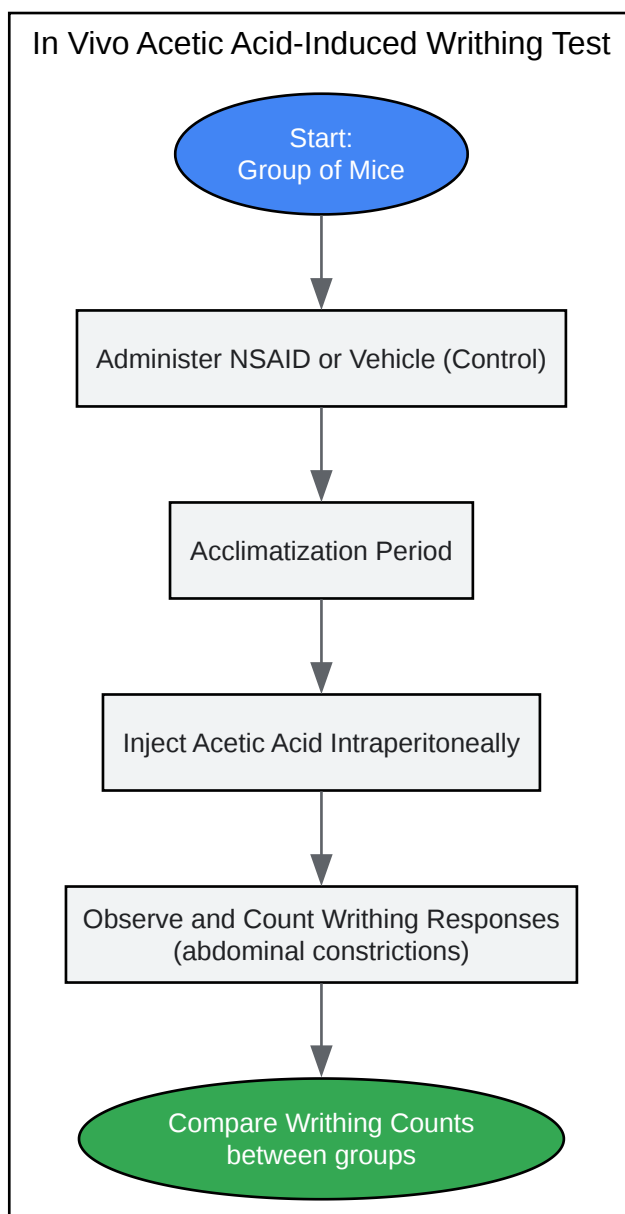 In Vivo Acetic Acid-Induced Writhing Test
Start:
Group of Mice
Administer NSAID or Vehicle (Control)
Acclimatization Period
Inject Acetic Acid Intraperitoneally
Observe and Count Writhing Responses
(abdominal constrictions)
Compare Writhing Counts
between groups